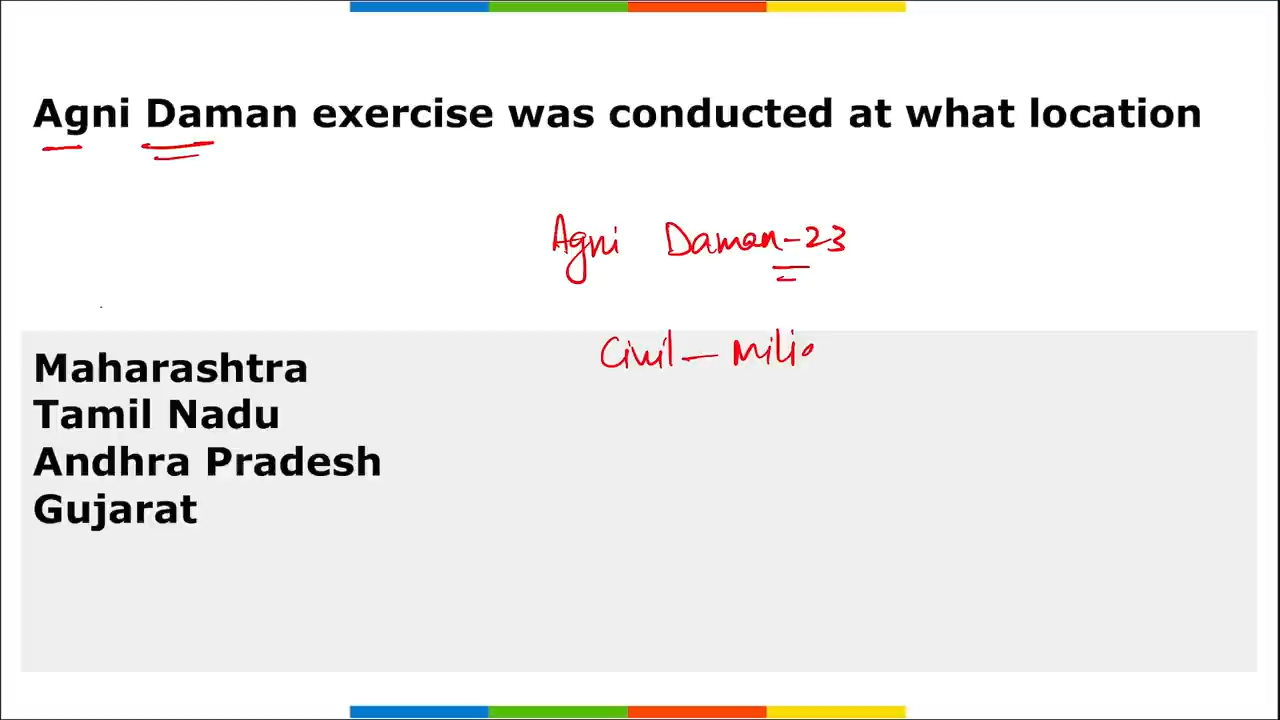 Agni Daman exercise was conducted at what location
Agni Daman-23
Civil - Mili
Maharashtra
Tamil Nadu
Andhra Pradesh
Gujarat